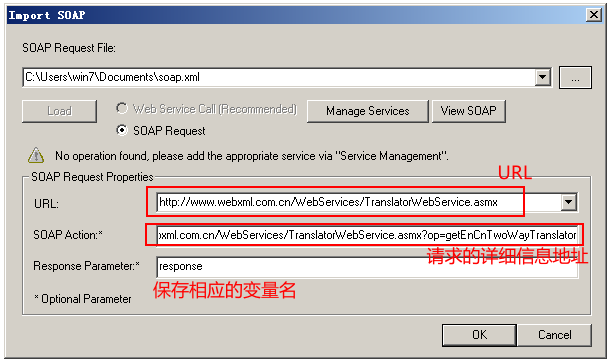 Import SOAP
SOAP Request File:
C:\Users\win7\Documents\soap.xml
...
Load
Web Service Call (Recommended)
SOAP Request
Manage Services
View SOAP
No operation found, please add the appropriate service via "Service Management".
SOAP Request Properties
URL
URL:
http://www.webxml.com.cn/WebServices/TranslatorWebService.asmx
SOAP Action:*
xml.com.cn/WebServices/TranslatorWebService.asmx?op=getEnCnTwoWayTranslator
请求的详细信息地址
Response Parameter:*
response
保存相应的变量名
* Optional Parameter
OK
Cancel